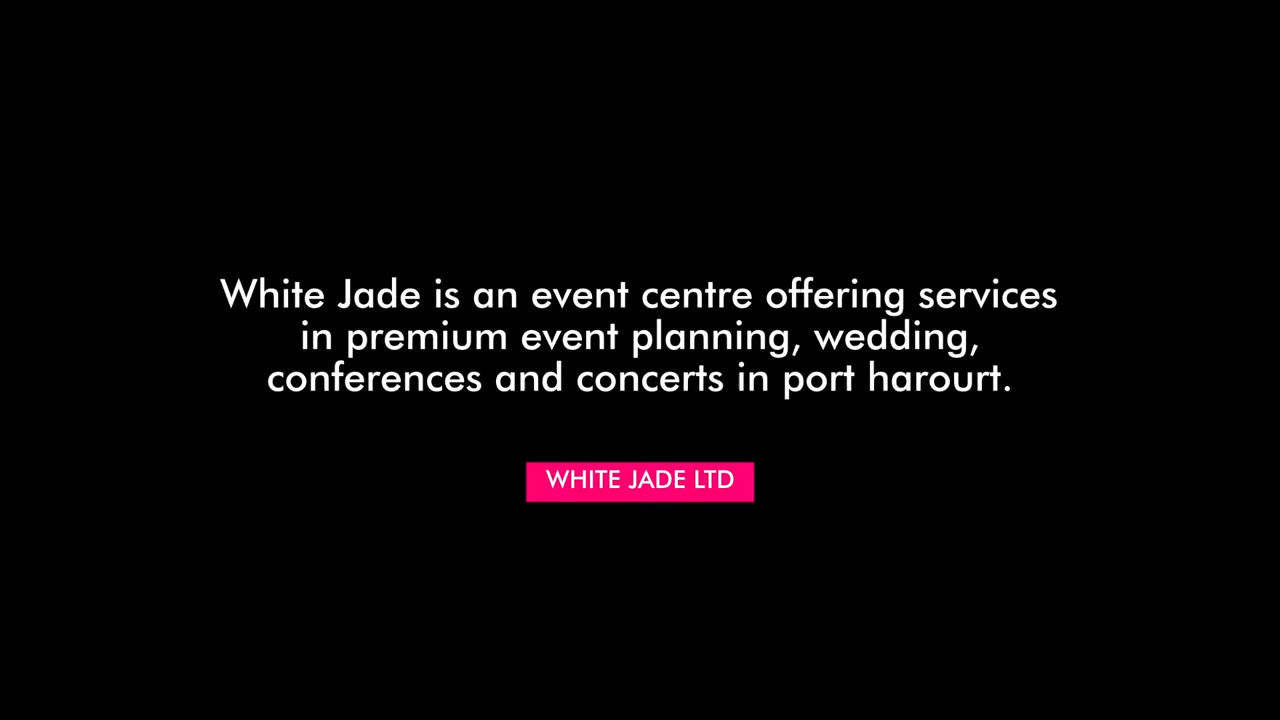 White Jade is an event centre offering services
in premium event planning, wedding,
conferences and concerts in port harourt.
WHITE JADE LTD